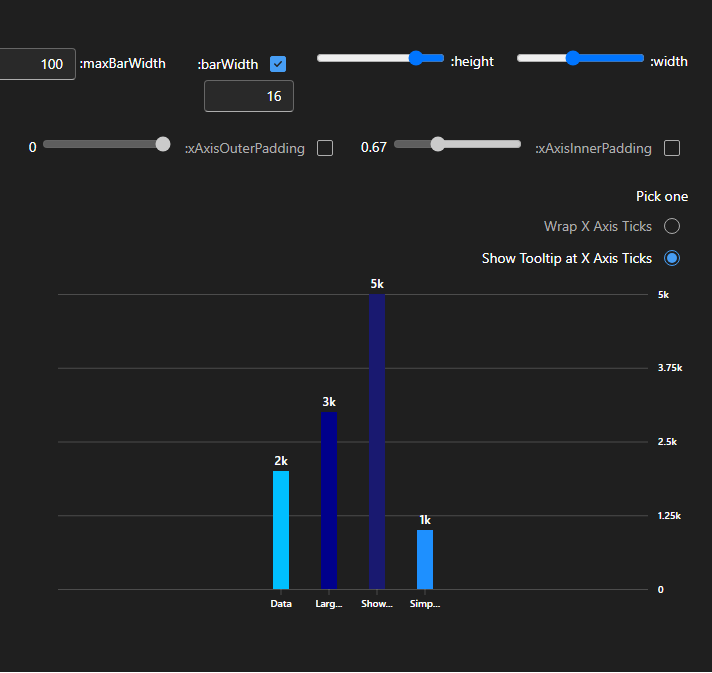 100 :maxBarWidth :barWidth :height :width
16
0 :xAxisOuterPadding 0.67 :xAxisInnerPadding
Pick one
Wrap X Axis Ticks
Show Tooltip at X Axis Ticks
5k
5k
3.75k
3k
2.5k
2k
1.25k
1k
0
Data Larg... Show... Simp...